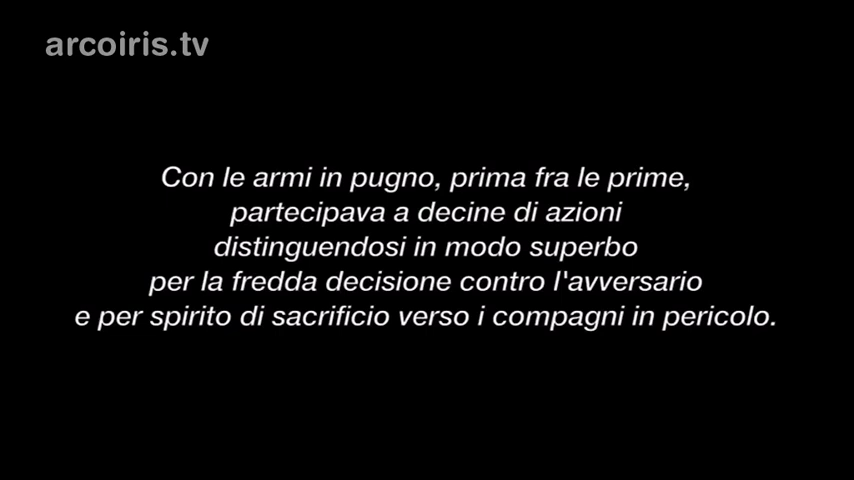 arcoiris.tv
Con le armi in pugno, prima fra le prime,
partecipava a decine di azioni
distinguendosi in modo superbo
per la fredda decisione contro l'avversario
e per spirito di sacrificio verso i compagni in pericolo.